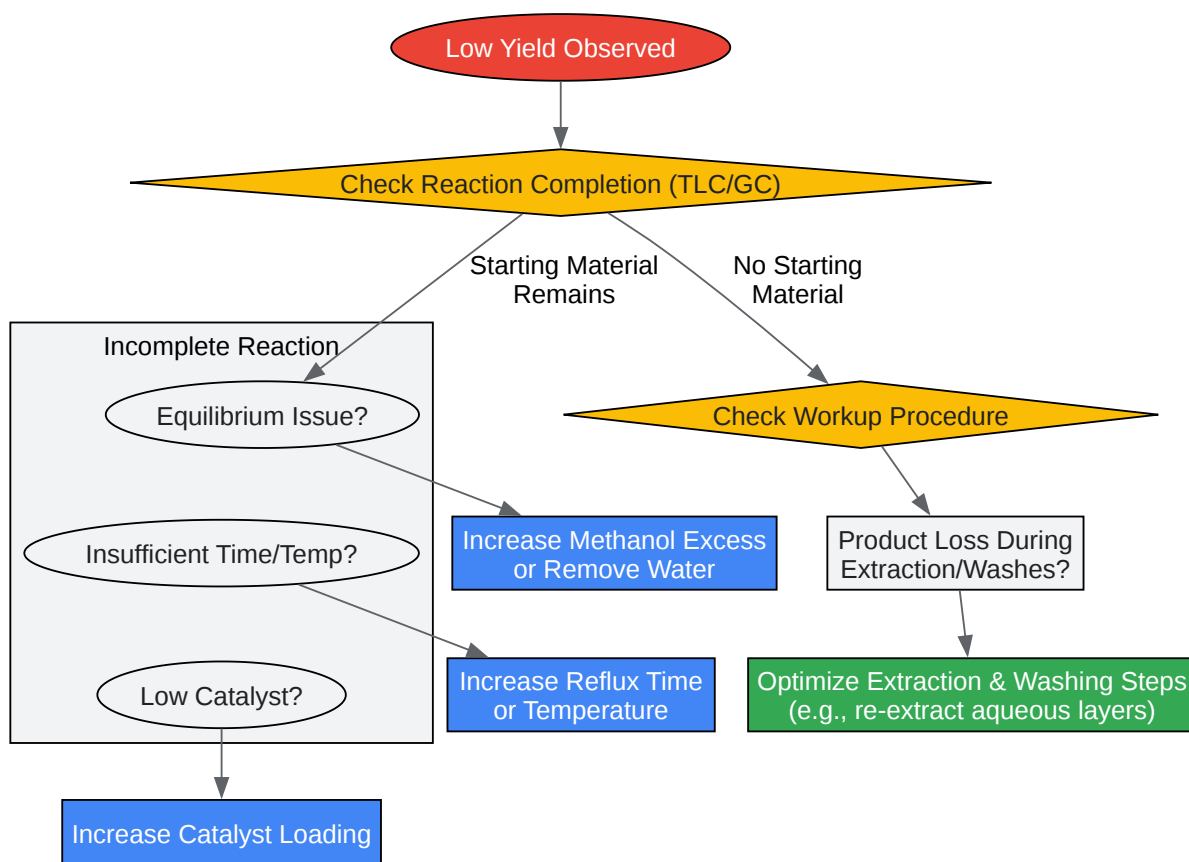 Low Yield Observed
Check Reaction Completion (TLC/GC)
Starting Material
Remains
No Starting
Material
Incomplete Reaction
Equilibrium Issue?
Check Workup Procedure
Increase Methanol Excess
or Remove Water
Product Loss During
Extraction/Washes?
Insufficient Time/Temp?
Increase Reflux Time
or Temperature
Optimize Extraction & Washing Steps
(e.g., re-extract aqueous layers)
Low Catalyst?
Increase Catalyst Loading